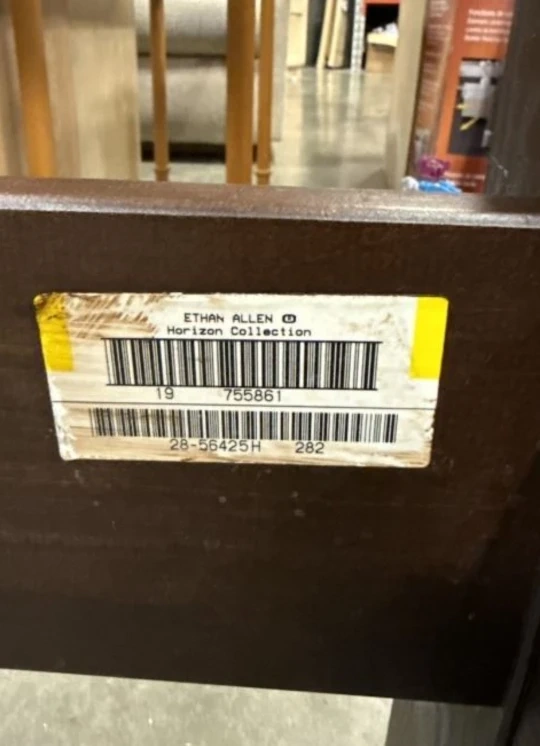 ETHAN ALLEN
Horizon Collection
19 755861
28-56425H 282